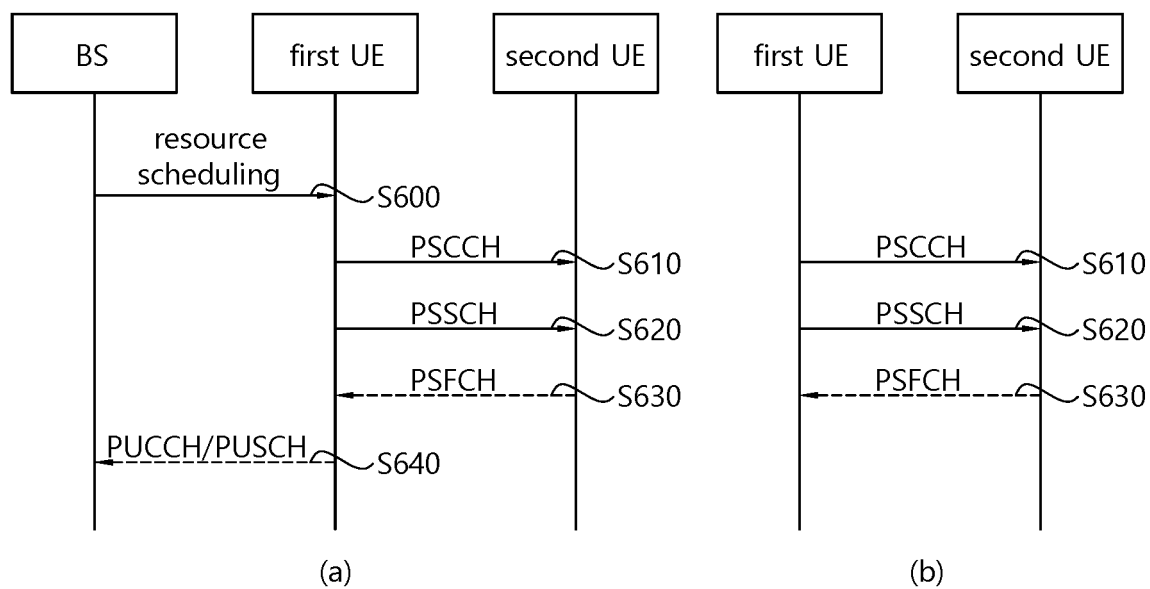 BS
first UE
second UE
resource
scheduling
S600
PSCCH
S610
PSSCH
S620
PSFCH
S630
PUCCH/PUSCH
S640
(a)
first UE
second UE
PSCCH
S610
PSSCH
S620
PSFCH
S630
(b)